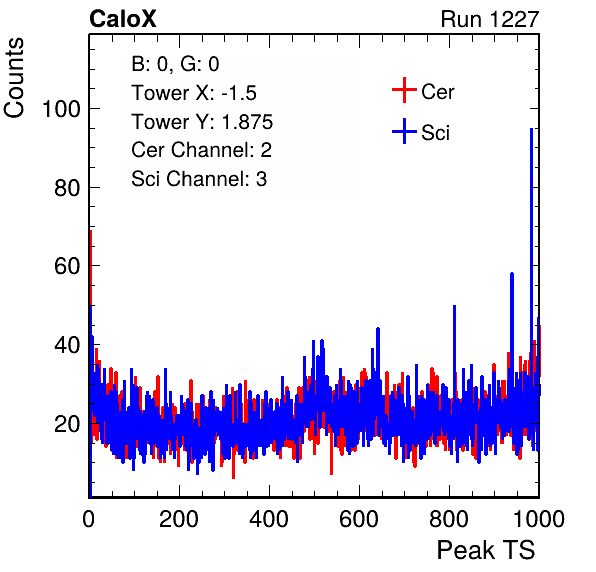 CaloX Run 1227
Counts
B: 0, G: 0
Tower X: -1.5
Tower Y: 1.875
Cer Channel: 2
Sci Channel: 3
Cer
Sci
100
80
60
40
20
0 200 400 600 800 1000
Peak TS